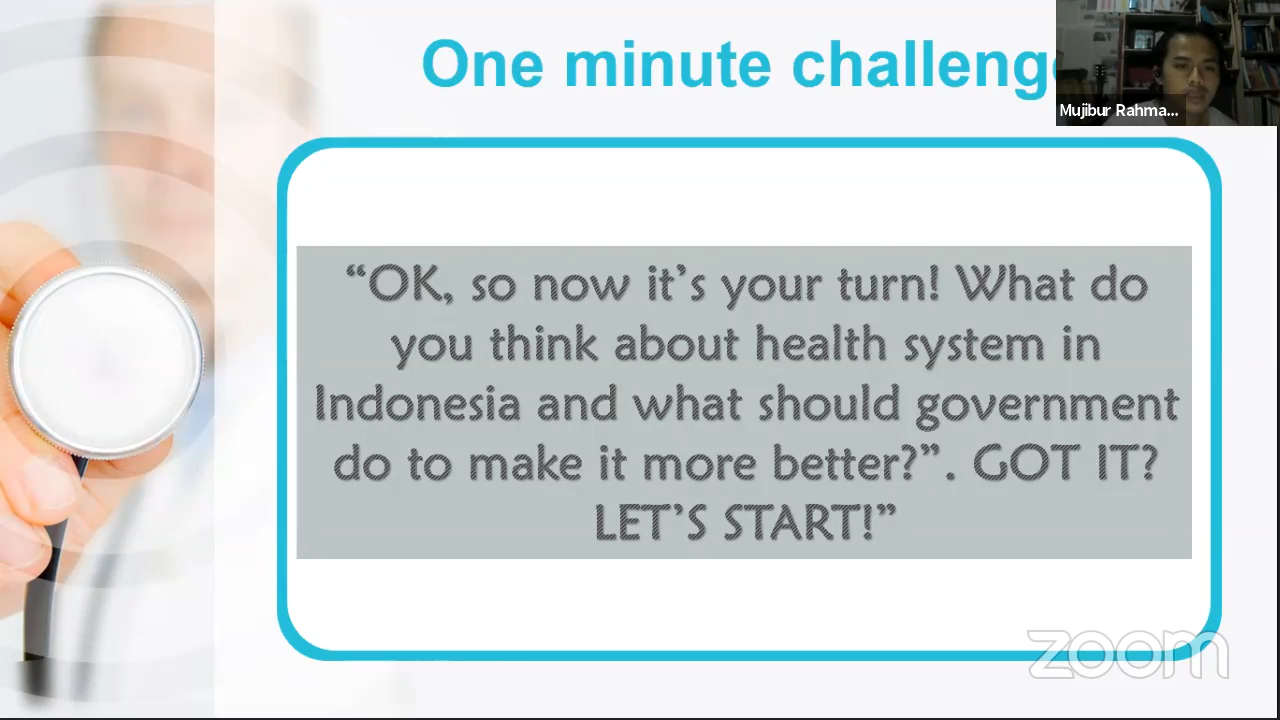 One minute challenge
Mujibur Rahma...
“OK, so now it’s your turn! What do
you think about health system in
Indonesia and what should government
do to make it more better?”. GOT IT?
LET’S START!”
zoom